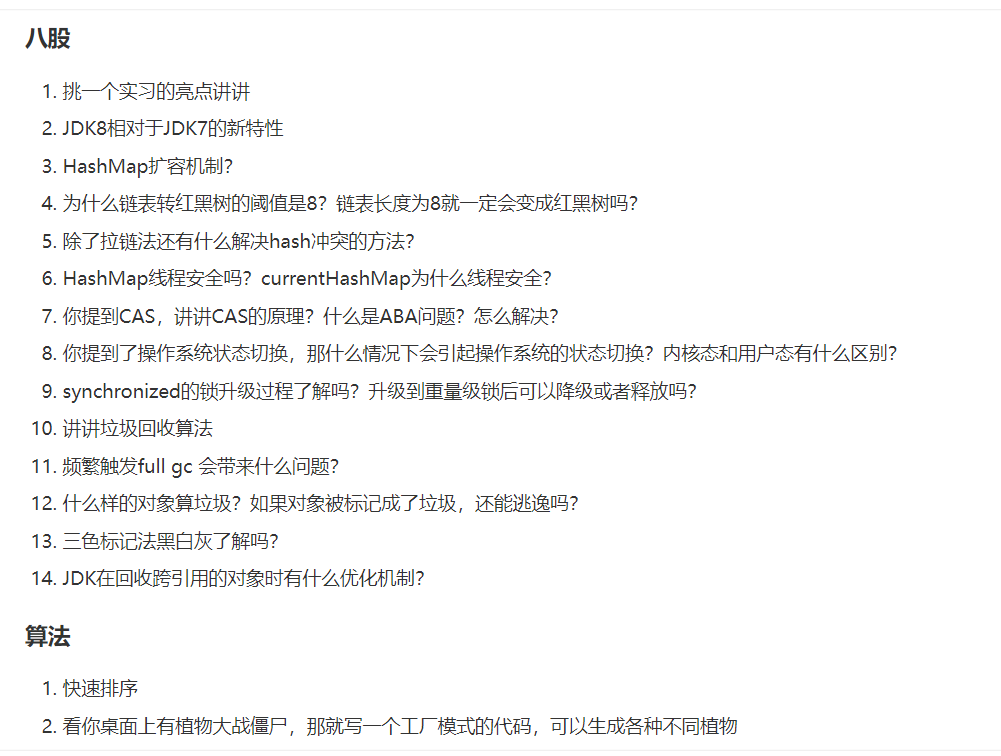 八股
1. 挑一个实习的亮点讲讲
2. JDK8相对于JDK7的新特性
3. HashMap扩容机制?
4. 为什么链表转红黑树的阈值是8? 链表长度为8就一定会变成红黑树吗?
5. 除了拉链法还有什么解决hash冲突的方法?
6. HashMap线程安全吗? currentHashMap为什么线程安全?
7. 你提到CAS，讲讲CAS的原理? 什么是ABA问题? 怎么解决?
8. 你提到了操作系统状态切换，那什么情况下会引起操作系统的状态切换? 内核态和用户态有什么区别?
9. synchronized的锁升级过程了解吗? 升级到重量级锁后可以降级或者释放吗?
10. 讲讲垃圾回收算法
11. 频繁触发full gc 会带来什么问题?
12. 什么样的对象算垃圾? 如果对象被标记成了垃圾，还能逃逸吗?
13. 三色标记法黑白灰了解吗?
14. JDK在回收跨引用的对象时有什么优化机制?
算法
1. 快速排序
2. 看你桌面上有植物大战僵尸，那就写一个工厂模式的代码，可以生成各种不同植物